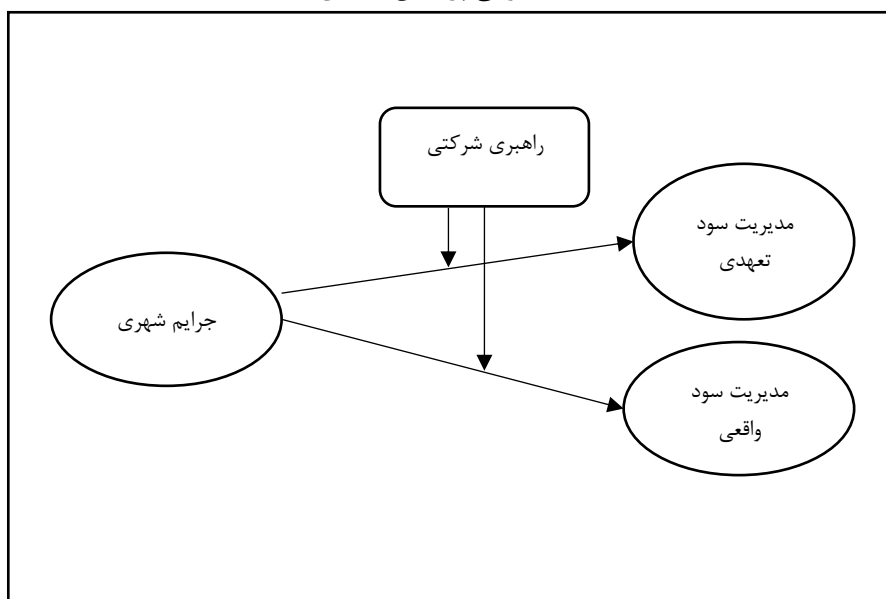 راهبری شرکتی
مدیریت سود
تعهدی
جرایم شهری
مدیریت سود
واقعی